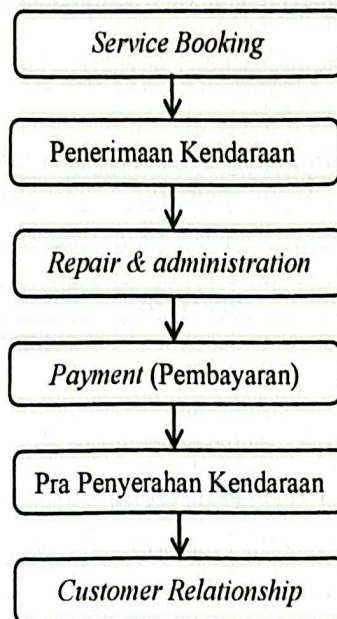 Service Booking
Penerimaan Kendaraan
Repair & administration
Payment (Pembayaran)
Pra Penyerahan Kendaraan
Customer Relationship